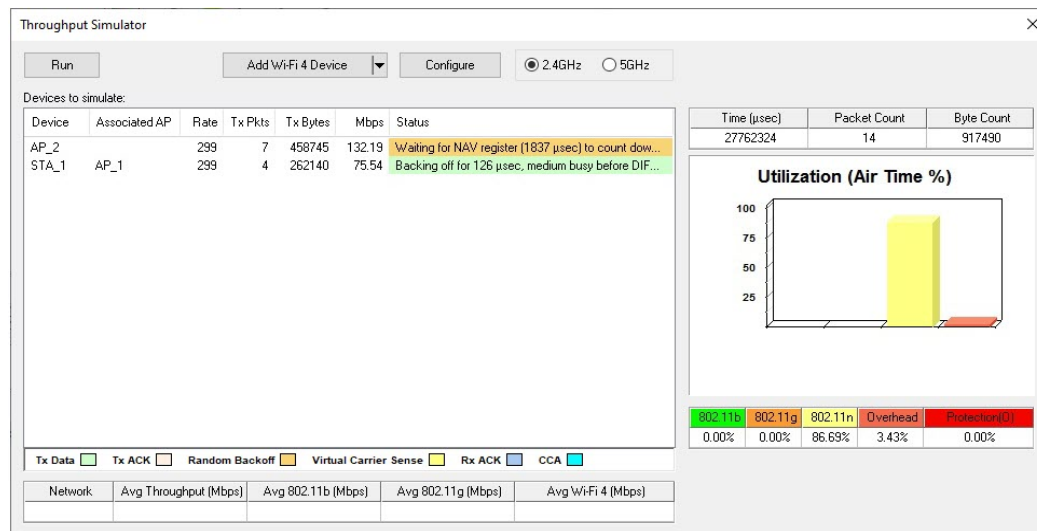 Throughput Simulator
Run Add Wi-Fi 4 Device Configure 2.4GHz 5GHz
Devices to simulate:
Device Associated AP Rate Tx Pkts Tx Bytes Mbps Status
AP_2 299 7 458745 132.19 Waiting for NAV register (1837 µsec) to count dow...
STA_1 AP_1 299 4 262140 75.54 Backing off for 126 µsec, medium busy before DIF...
Tx Data Tx ACK Random Backoff Virtual Carrier Sense Rx ACK CCA
Network Avg Throughput (Mbps) Avg 802.11b (Mbps) Avg 802.11g (Mbps) Avg Wi-Fi 4 (Mbps)
Time (µsec) Packet Count Byte Count
27762324 14 917490
Utilization (Air Time %)
100
75
50
25
802.11b 802.11g 802.11n Overhead Protection(0)
0.00% 0.00% 86.69% 3.43% 0.00%